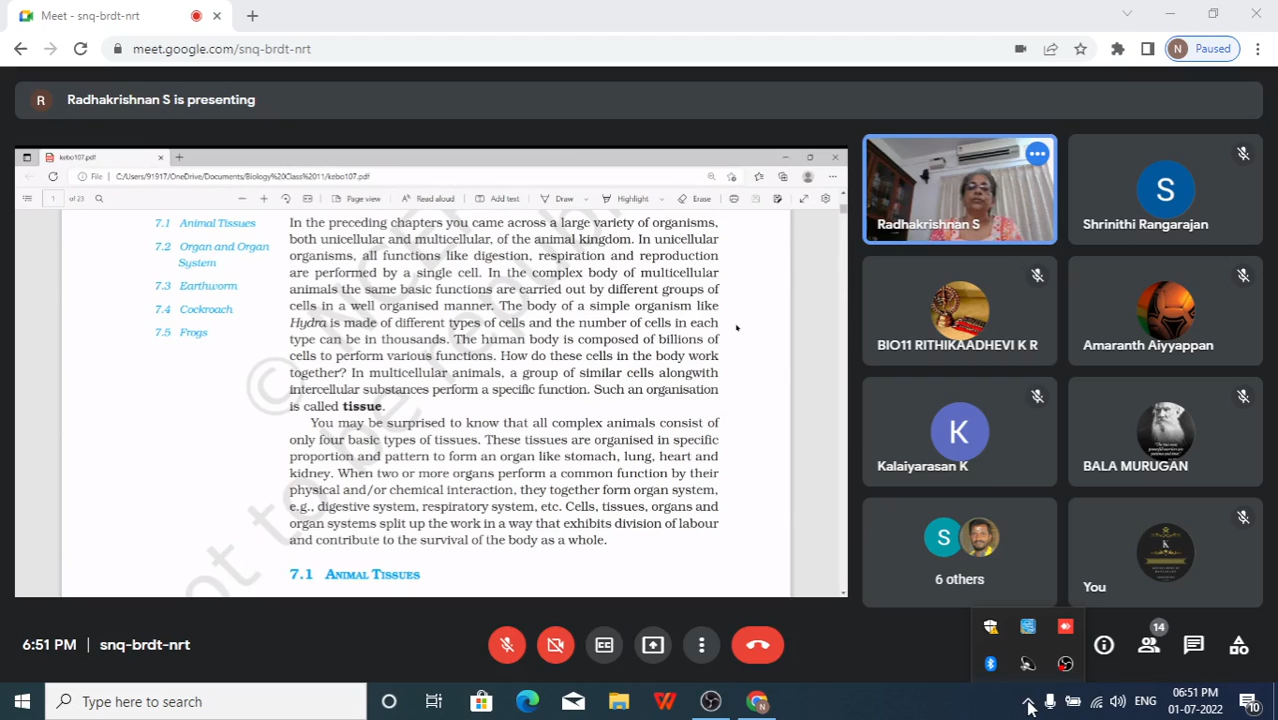 Meet - snq-brdt-nrt
meet.google.com/snq-brdt-nrt
N Paused
R Radhakrishnan S is presenting
kebo107.pdf
File C:/Users/91917/OneDrive/Documents/Biology%20Class%2011/kebo107.pdf
1 of 23 Page view Read aloud Add text Draw Highlight Erase
7.1 Animal Tissues
7.2 Organ and Organ
System
7.3 Earthworm
7.4 Cockroach
7.5 Frogs
In the preceding chapters you came across a large variety of organisms,
both unicellular and multicellular, of the animal kingdom. In unicellular
organisms, all functions like digestion, respiration and reproduction
are performed by a single cell. In the complex body of multicellular
animals the same basic functions are carried out by different groups of
cells in a well organised manner. The body of a simple organism like
Hydra is made of different types of cells and the number of cells in each
type can be in thousands. The human body is composed of billions of
cells to perform various functions. How do these cells in the body work
together? In multicellular animals, a group of similar cells alongwith
intercellular substances perform a specific function. Such an organisation
is called tissue.
You may be surprised to know that all complex animals consist of
only four basic types of tissues. These tissues are organised in specific
proportion and pattern to form an organ like stomach, lung, heart and
kidney. When two or more organs perform a common function by their
physical and/or chemical interaction, they together form organ system,
e.g., digestive system, respiratory system, etc. Cells, tissues, organs and
organ systems split up the work in a way that exhibits division of labour
and contribute to the survival of the body as a whole.
7.1 ANIMAL TISSUES
Radhakrishnan S
S
Shrinithi Rangarajan
BIO11 RITHIKAADHEVI K R
Amaranth Aiyyappan
K
Kalaiyarasan K
BALA MURUGAN
S
6 others
K
You
6:51 PM snq-brdt-nrt
14
Type here to search
ENG
06:51 PM
01-07-2022
10